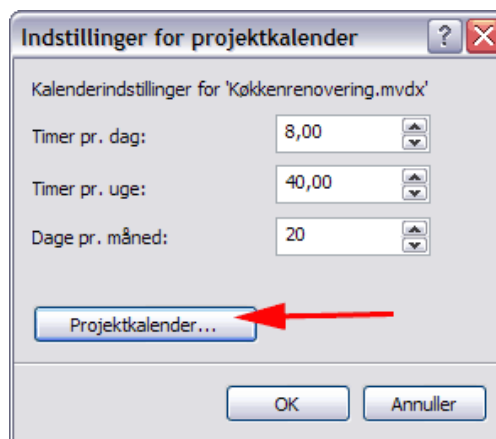 Indstillinger for projektkalender
Kalenderindstillinger for 'Køkkenrenovering.mvdx'
Timer pr. dag: 8,00
Timer pr. uge: 40,00
Dage pr. måned: 20
Projektkalender...
OK Annuller